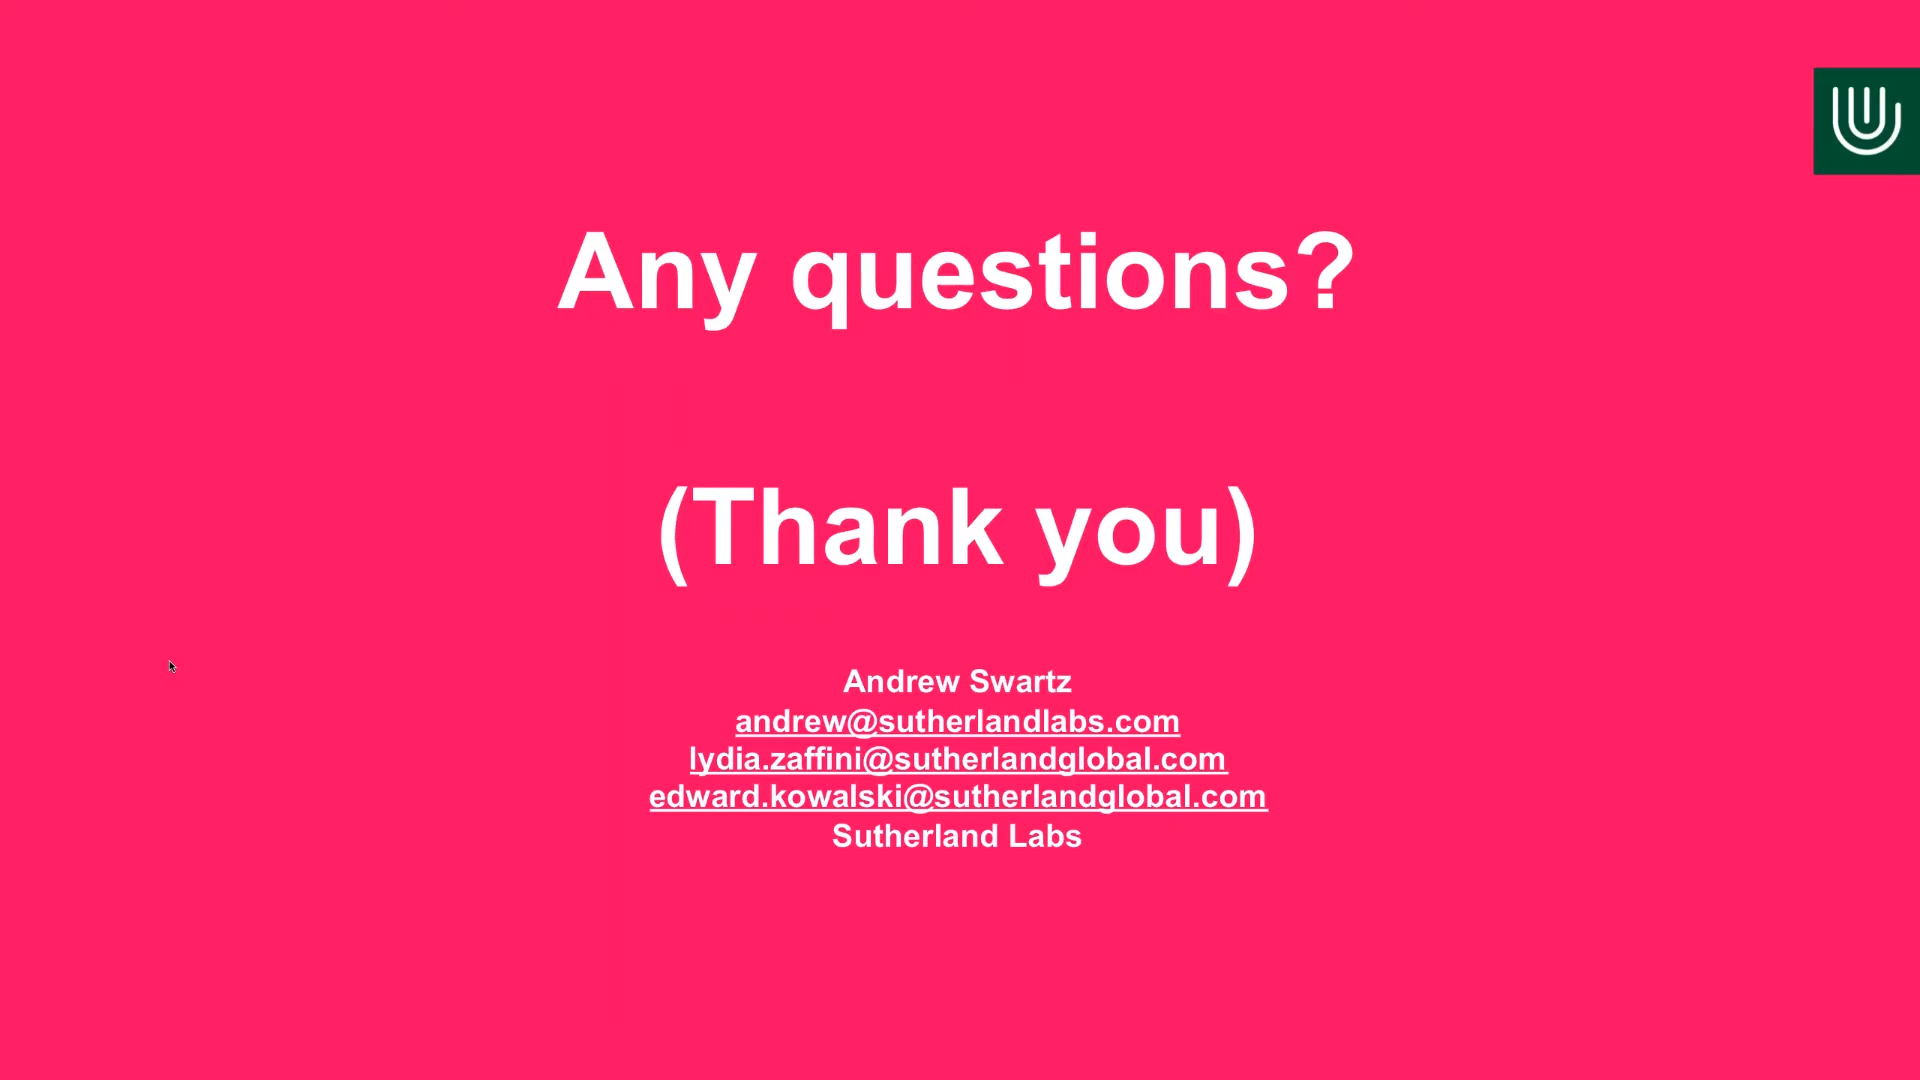 Any questions?
(Thank you)
Andrew Swartz
andrew@sutherlandlabs.com
lydia.zaffini@sutherlandglobal.com
edward.kowalski@sutherlandglobal.com
Sutherland Labs